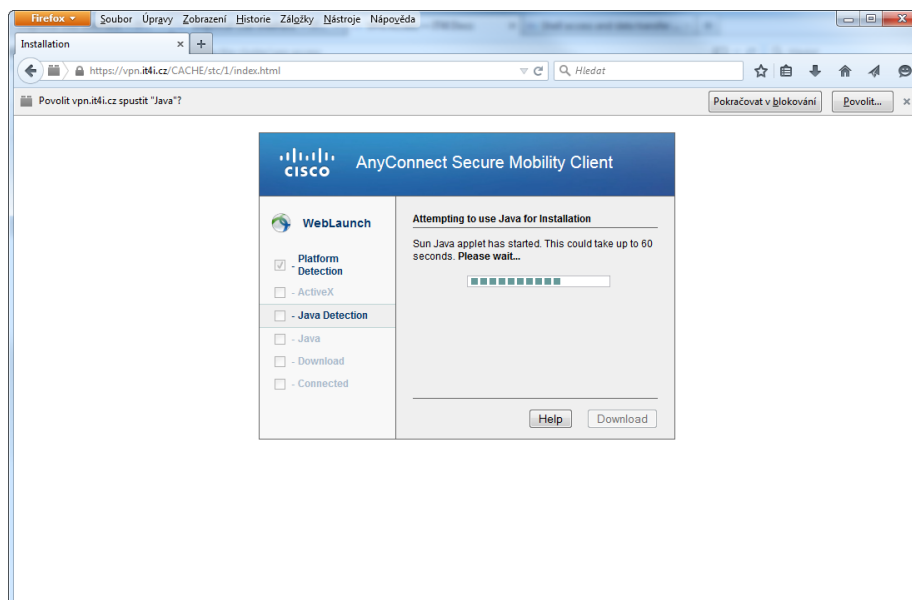 Firefox
Soubor Úpravy Zobrazení Historie Záložky Nástroje Nápověda
Installation
https://vpn.it4i.cz/CACHE/stc/1/index.html
Hledat
Povolit vpn.it4i.cz spustit "Java"?
Pokračovat v blokování
Povolit...
CISCO
AnyConnect Secure Mobility Client
WebLaunch
- Platform
Detection
- ActiveX
- Java Detection
- Java
- Download
- Connected
Attempting to use Java for Installation
Sun Java applet has started. This could take up to 60
seconds. Please wait...
Help
Download